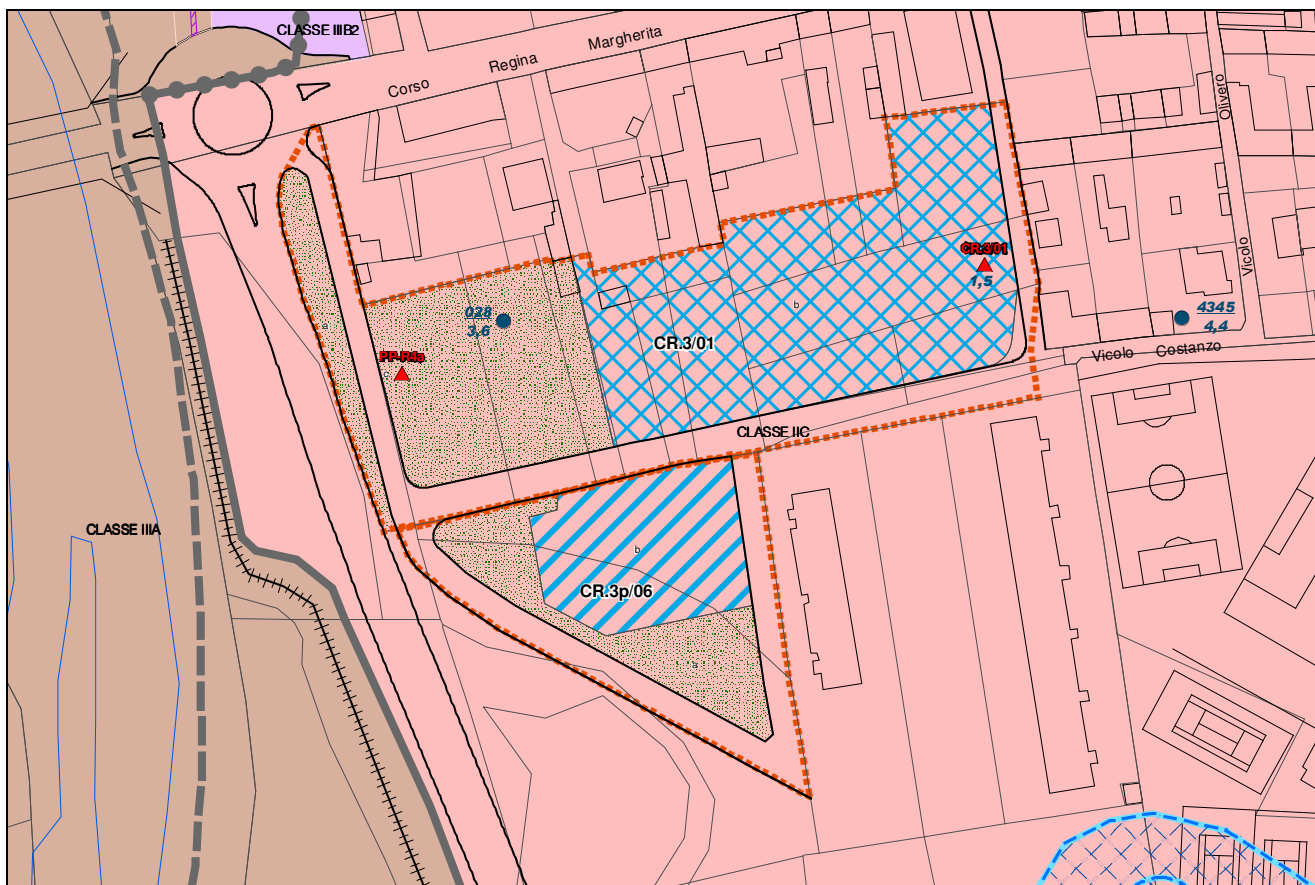 CLASSE IIIB2
Corso Regina Margherita
Olivero
Vicolo
CR.3/01
1,5
028
3,6
4345
4,4
b
a
CR.3/01
PP-R4a
Vicolo Costanzo
CLASSE IIC
CLASSE IIIA
b
CR.3p/06
a